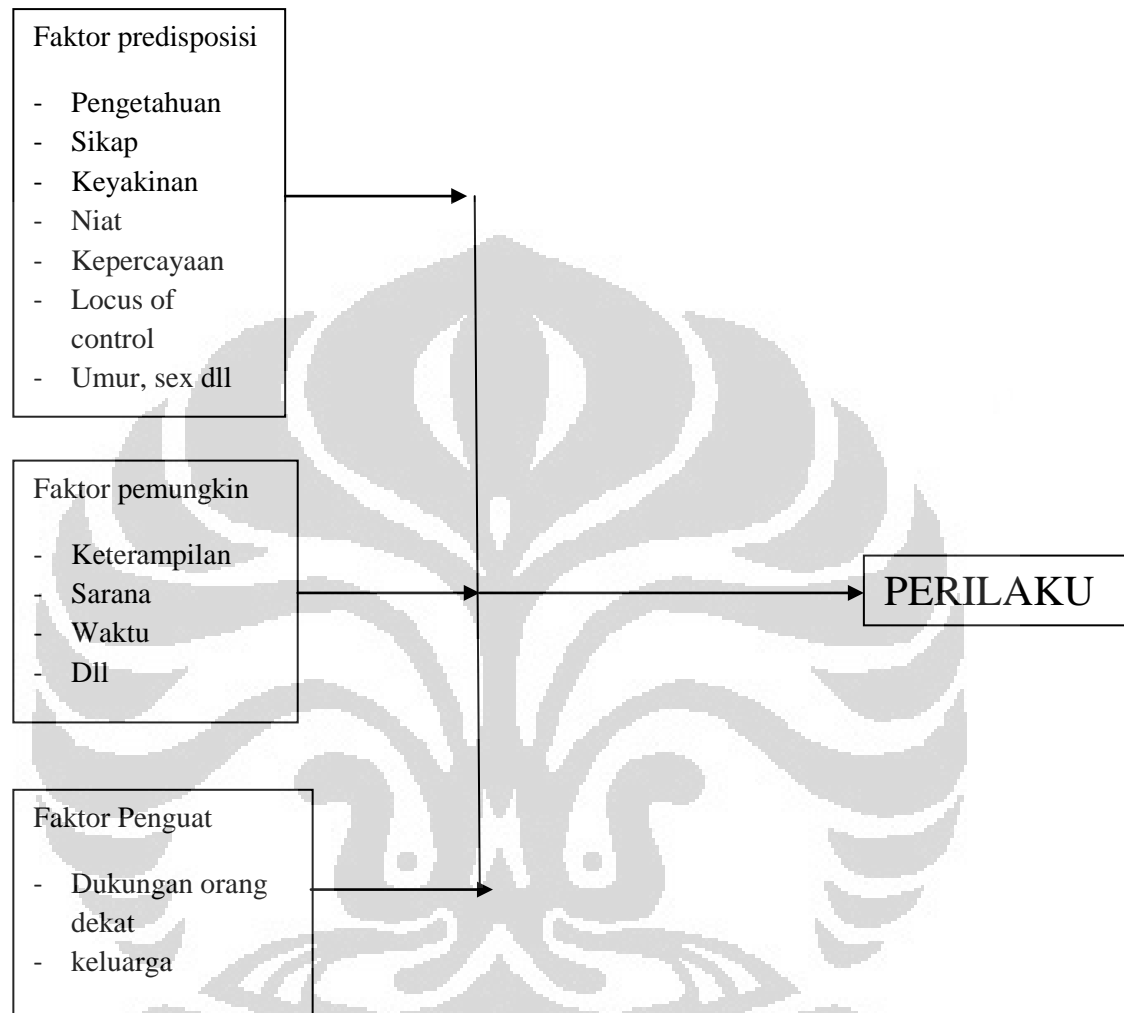 Faktor predisposisi
- Pengetahuan
- Sikap
- Keyakinan
- Niat
- Kepercayaan
- Locus of
control
- Umur, sex dll
Faktor pemungkin
- Keterampilan
- Sarana
- Waktu
- Dll
PERILAKU
Faktor Penguat
- Dukungan orang
dekat
- keluarga